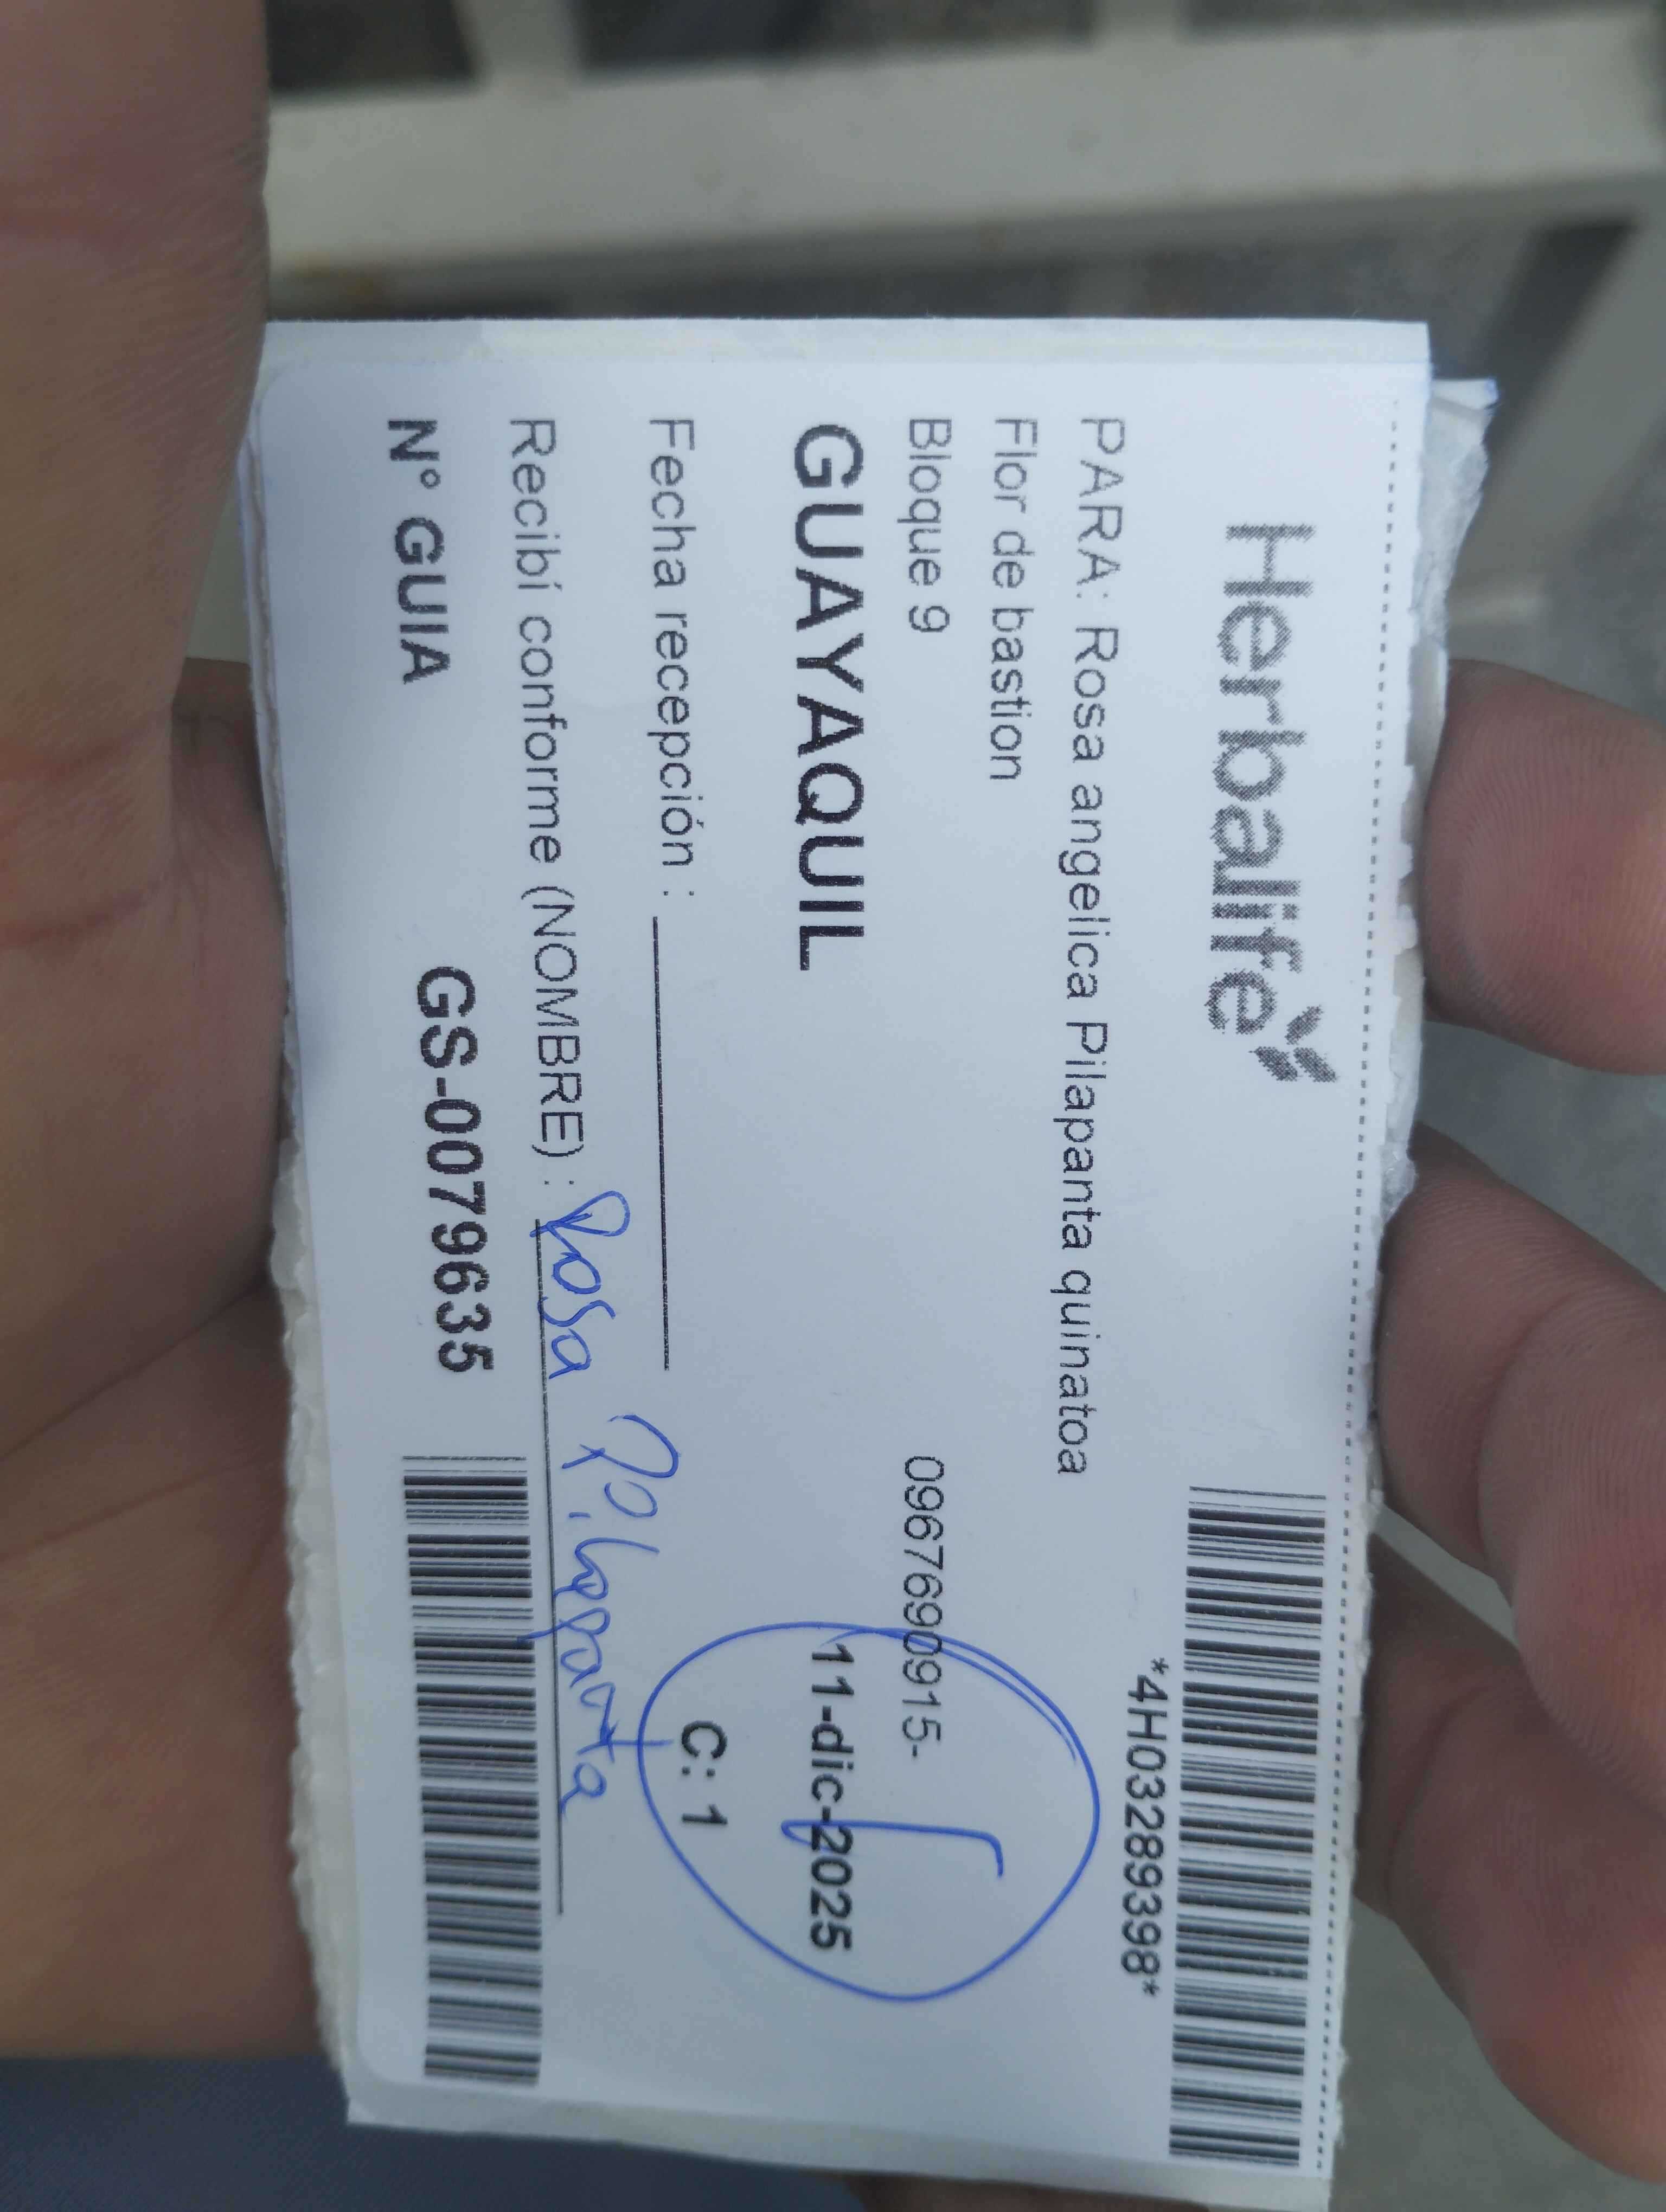 Herbalife
*4H03289398*
PARA: Rosa angelica Pilapanta quinatoa
Flor de bastion
Bloque 9 0967690915-
GUAYAQUIL 11-dic-2025
C: 1
Fecha recepción :
Recibí conforme (NOMBRE) : Rosa Pilapanta
N° GUIA GS-0079635